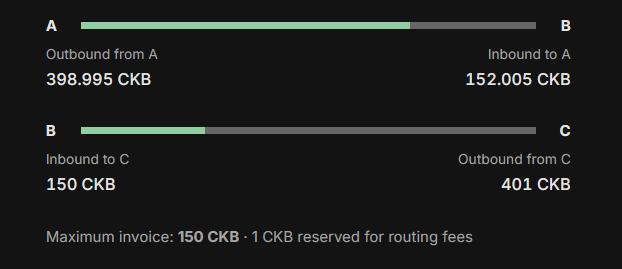 A B
Outbound from A Inbound to A
398.995 CKB 152.005 CKB
B C
Inbound to C Outbound from C
150 CKB 401 CKB
Maximum invoice: 150 CKB · 1 CKB reserved for routing fees